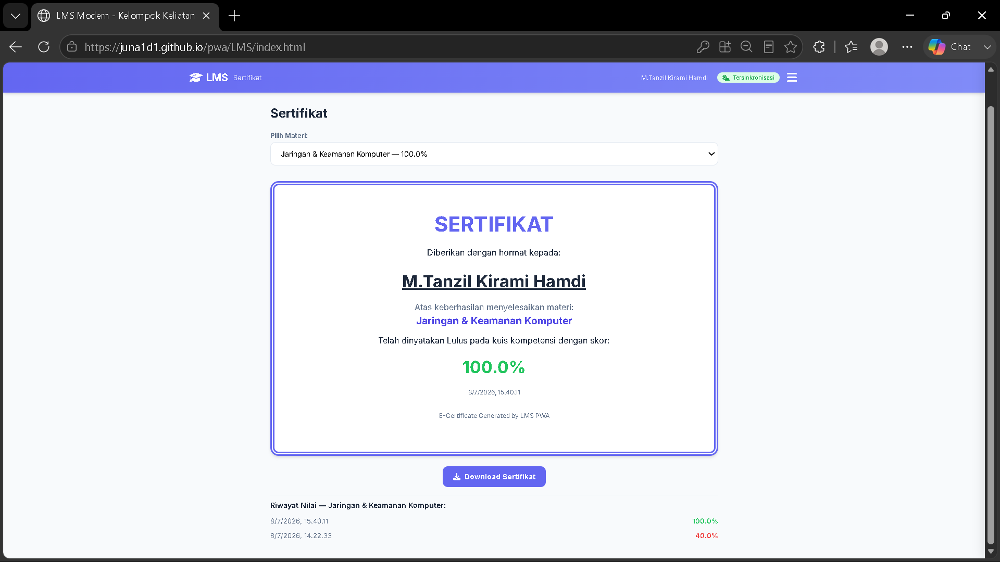 LMS Modern - Kelompok Keliatan
https://juna1d1.github.io/pwa/LMS/index.html
Chat
LMS Sertifikat
M.Tanzil Kirami Hamdi
Tersinkronisasi
Sertifikat
Pilih Materi:
Jaringan & Keamanan Komputer — 100.0%
SERTIFIKAT
Diberikan dengan hormat kepada:
M.Tanzil Kirami Hamdi
Atas keberhasilan menyelesaikan materi:
Jaringan & Keamanan Komputer
Telah dinyatakan Lulus pada kuis kompetensi dengan skor:
100.0%
8/7/2026, 15.40.11
E-Certificate Generated by LMS PWA
Download Sertifikat
Riwayat Nilai — Jaringan & Keamanan Komputer:
8/7/2026, 15.40.11 100.0%
8/7/2026, 14.22.33 40.0%